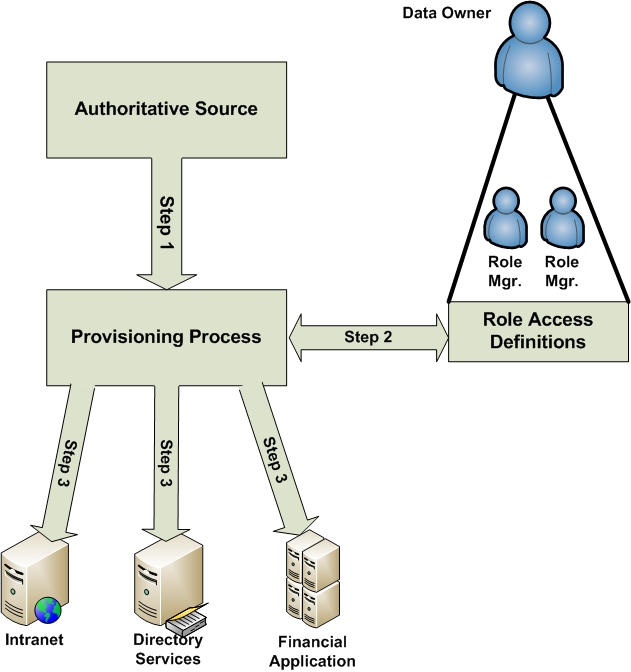 Data Owner
Authoritative Source
Step 1
Role
Mgr.
Role
Mgr.
Provisioning Process
Step 2
Role Access
Definitions
Step 3
Step 3
Step 3
Intranet
Directory
Services
Financial
Application